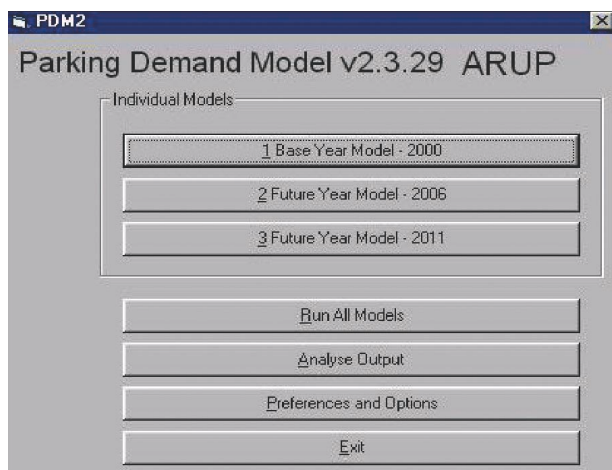 PDM2
Parking Demand Model v2.3.29 ARUP
Individual Models
1 Base Year Model - 2000
2 Future Year Model - 2006
3 Future Year Model - 2011
Run All Models
Analyse Output
Preferences and Options
Exit